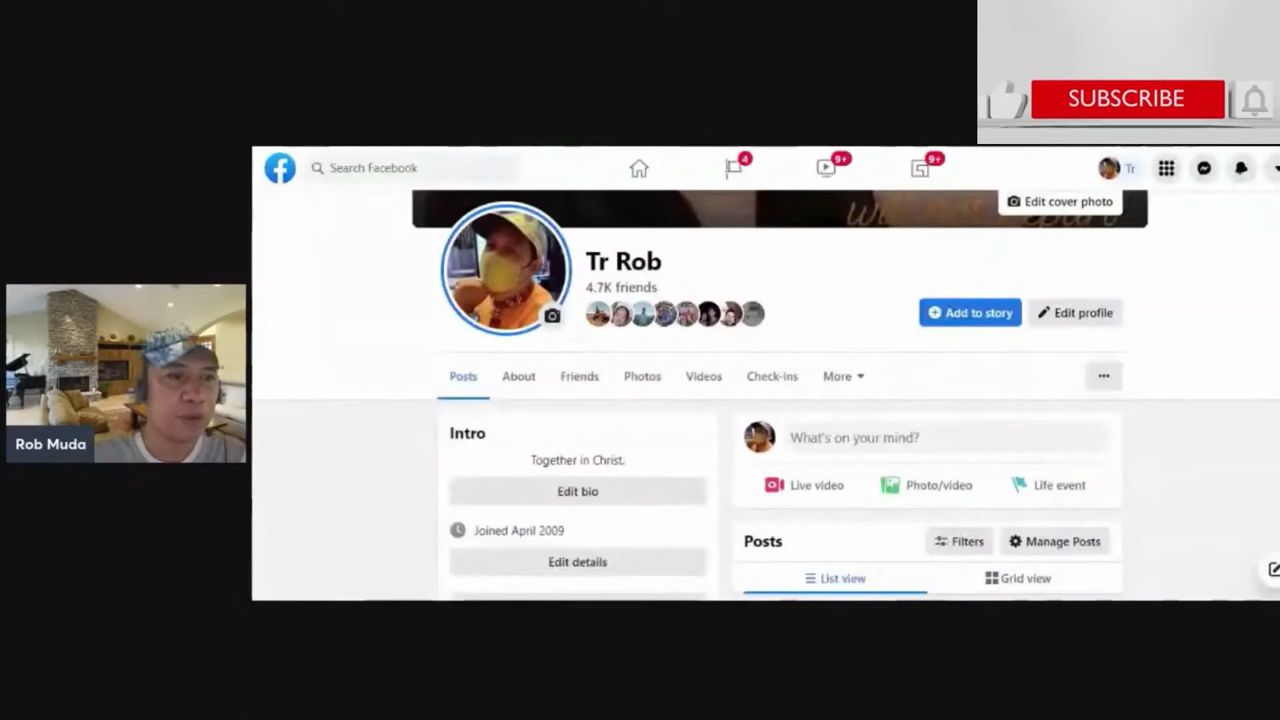 SUBSCRIBE
Search Facebook
4
9+
9+
Tr
Edit cover photo
Tr Rob
4.7K friends
Add to story
Edit profile
Posts
About
Friends
Photos
Videos
Check-ins
More
Rob Muda
Intro
Together in Christ.
Edit bio
Joined April 2009
Edit details
What's on your mind?
Live video
Photo/video
Life event
Posts
Filters
Manage Posts
List view
Grid view